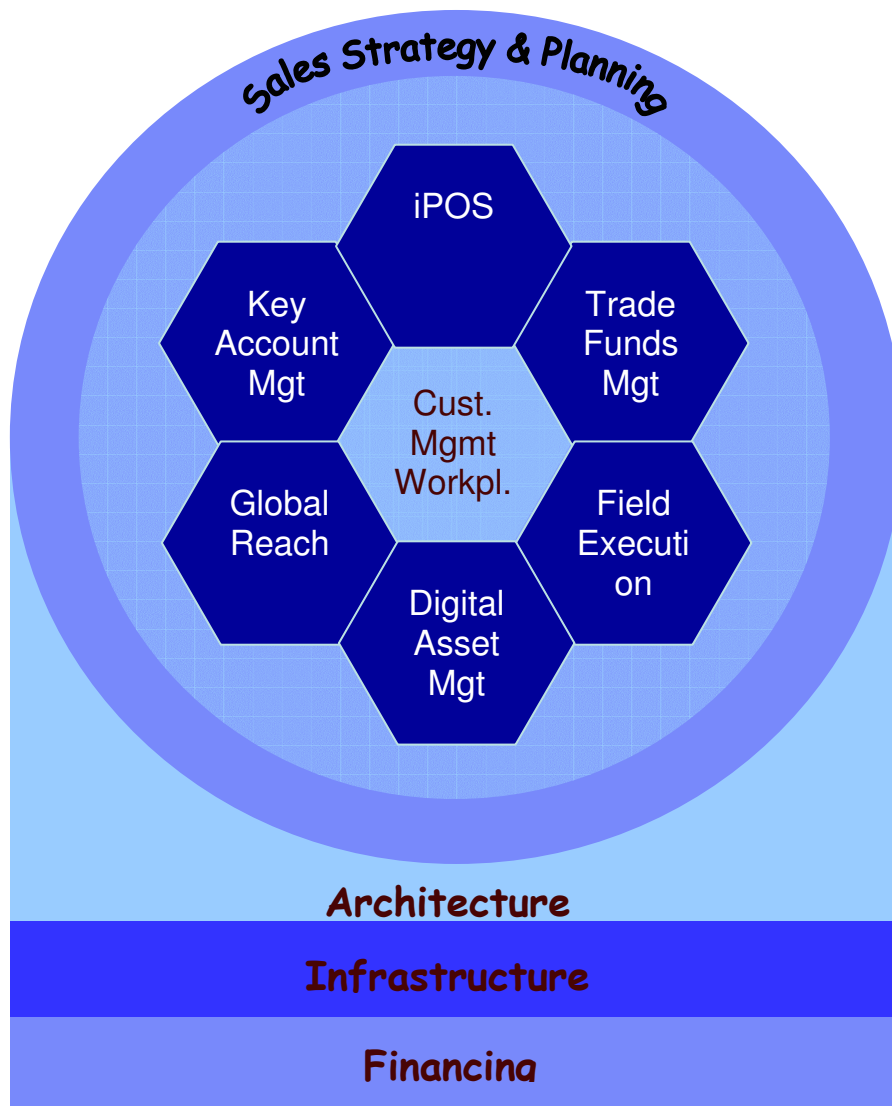 Sales Strategy & Planning
iPOS
Key
Account
Mgt
Trade
Funds
Mgt
Cust.
Mgmt
Workpl.
Global
Reach
Field
Executi
on
Digital
Asset
Mgt
Architecture
Infrastructure
Financing